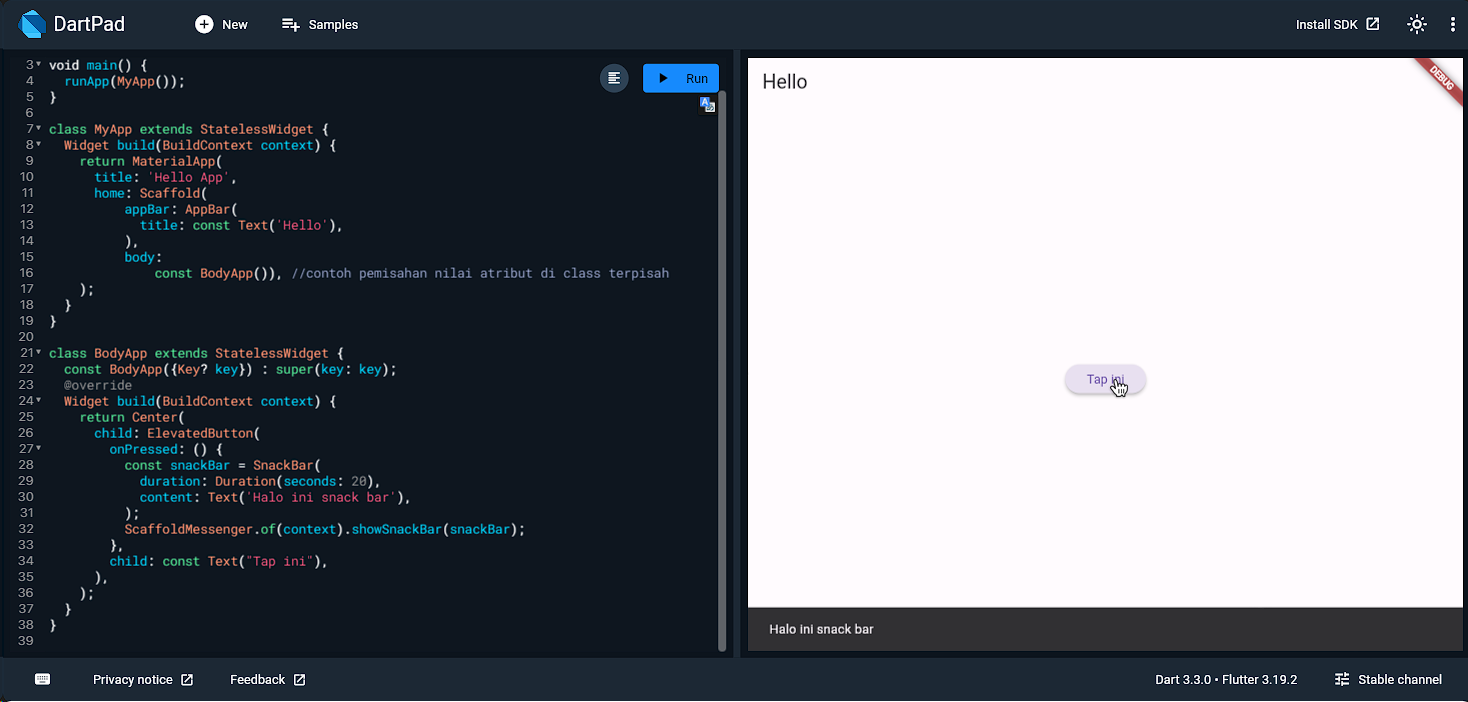 DartPad
New
Samples
Install SDK
3 void main() {
4   runApp(MyApp());
5 }
6
7 class MyApp extends StatelessWidget {
8   Widget build(BuildContext context) {
9     return MaterialApp(
10       title: 'Hello App',
11       home: Scaffold(
12           appBar: AppBar(
13             title: const Text('Hello'),
14           ),
15           body:
16               const BodyApp()), //contoh pemisahan nilai atribut di class terpisah
17     );
18   }
19 }
20
21 class BodyApp extends StatelessWidget {
22   const BodyApp({Key? key}) : super(key: key);
23   @override
24   Widget build(BuildContext context) {
25     return Center(
26       child: ElevatedButton(
27         onPressed: () {
28           const snackBar = SnackBar(
29             duration: Duration(seconds: 20),
30             content: Text('Halo ini snack bar'),
31           );
32           ScaffoldMessenger.of(context).showSnackBar(snackBar);
33         },
34         child: const Text("Tap ini"),
35       ),
36     );
37   }
38 }
39
Run
Hello
DEBUG
Tap ini
Halo ini snack bar
Privacy notice
Feedback
Dart 3.3.0 • Flutter 3.19.2
Stable channel